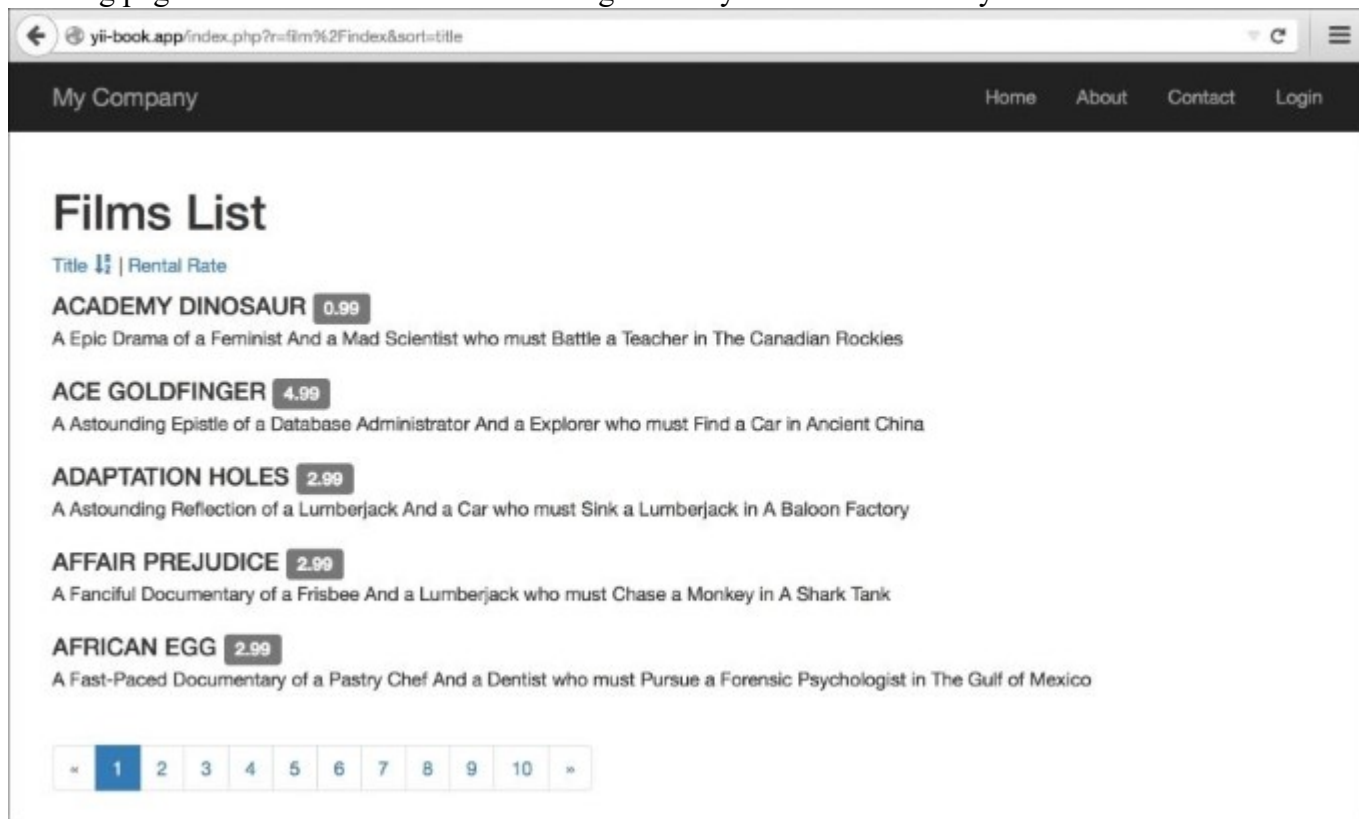 yii-book.app/index.php?r=film%2Findex&sort=title
My Company Home About Contact Login
Films List
Title | Rental Rate
ACADEMY DINOSAUR 0.99
A Epic Drama of a Feminist And a Mad Scientist who must Battle a Teacher in The Canadian Rockies
ACE GOLDFINGER 4.99
A Astounding Epistle of a Database Administrator And a Explorer who must Find a Car in Ancient China
ADAPTATION HOLES 2.99
A Astounding Reflection of a Lumberjack And a Car who must Sink a Lumberjack in A Baloon Factory
AFFAIR PREJUDICE 2.99
A Fanciful Documentary of a Frisbee And a Lumberjack who must Chase a Monkey in A Shark Tank
AFRICAN EGG 2.99
A Fast-Paced Documentary of a Pastry Chef And a Dentist who must Pursue a Forensic Psychologist in The Gulf of Mexico
« 1 2 3 4 5 6 7 8 9 10 »